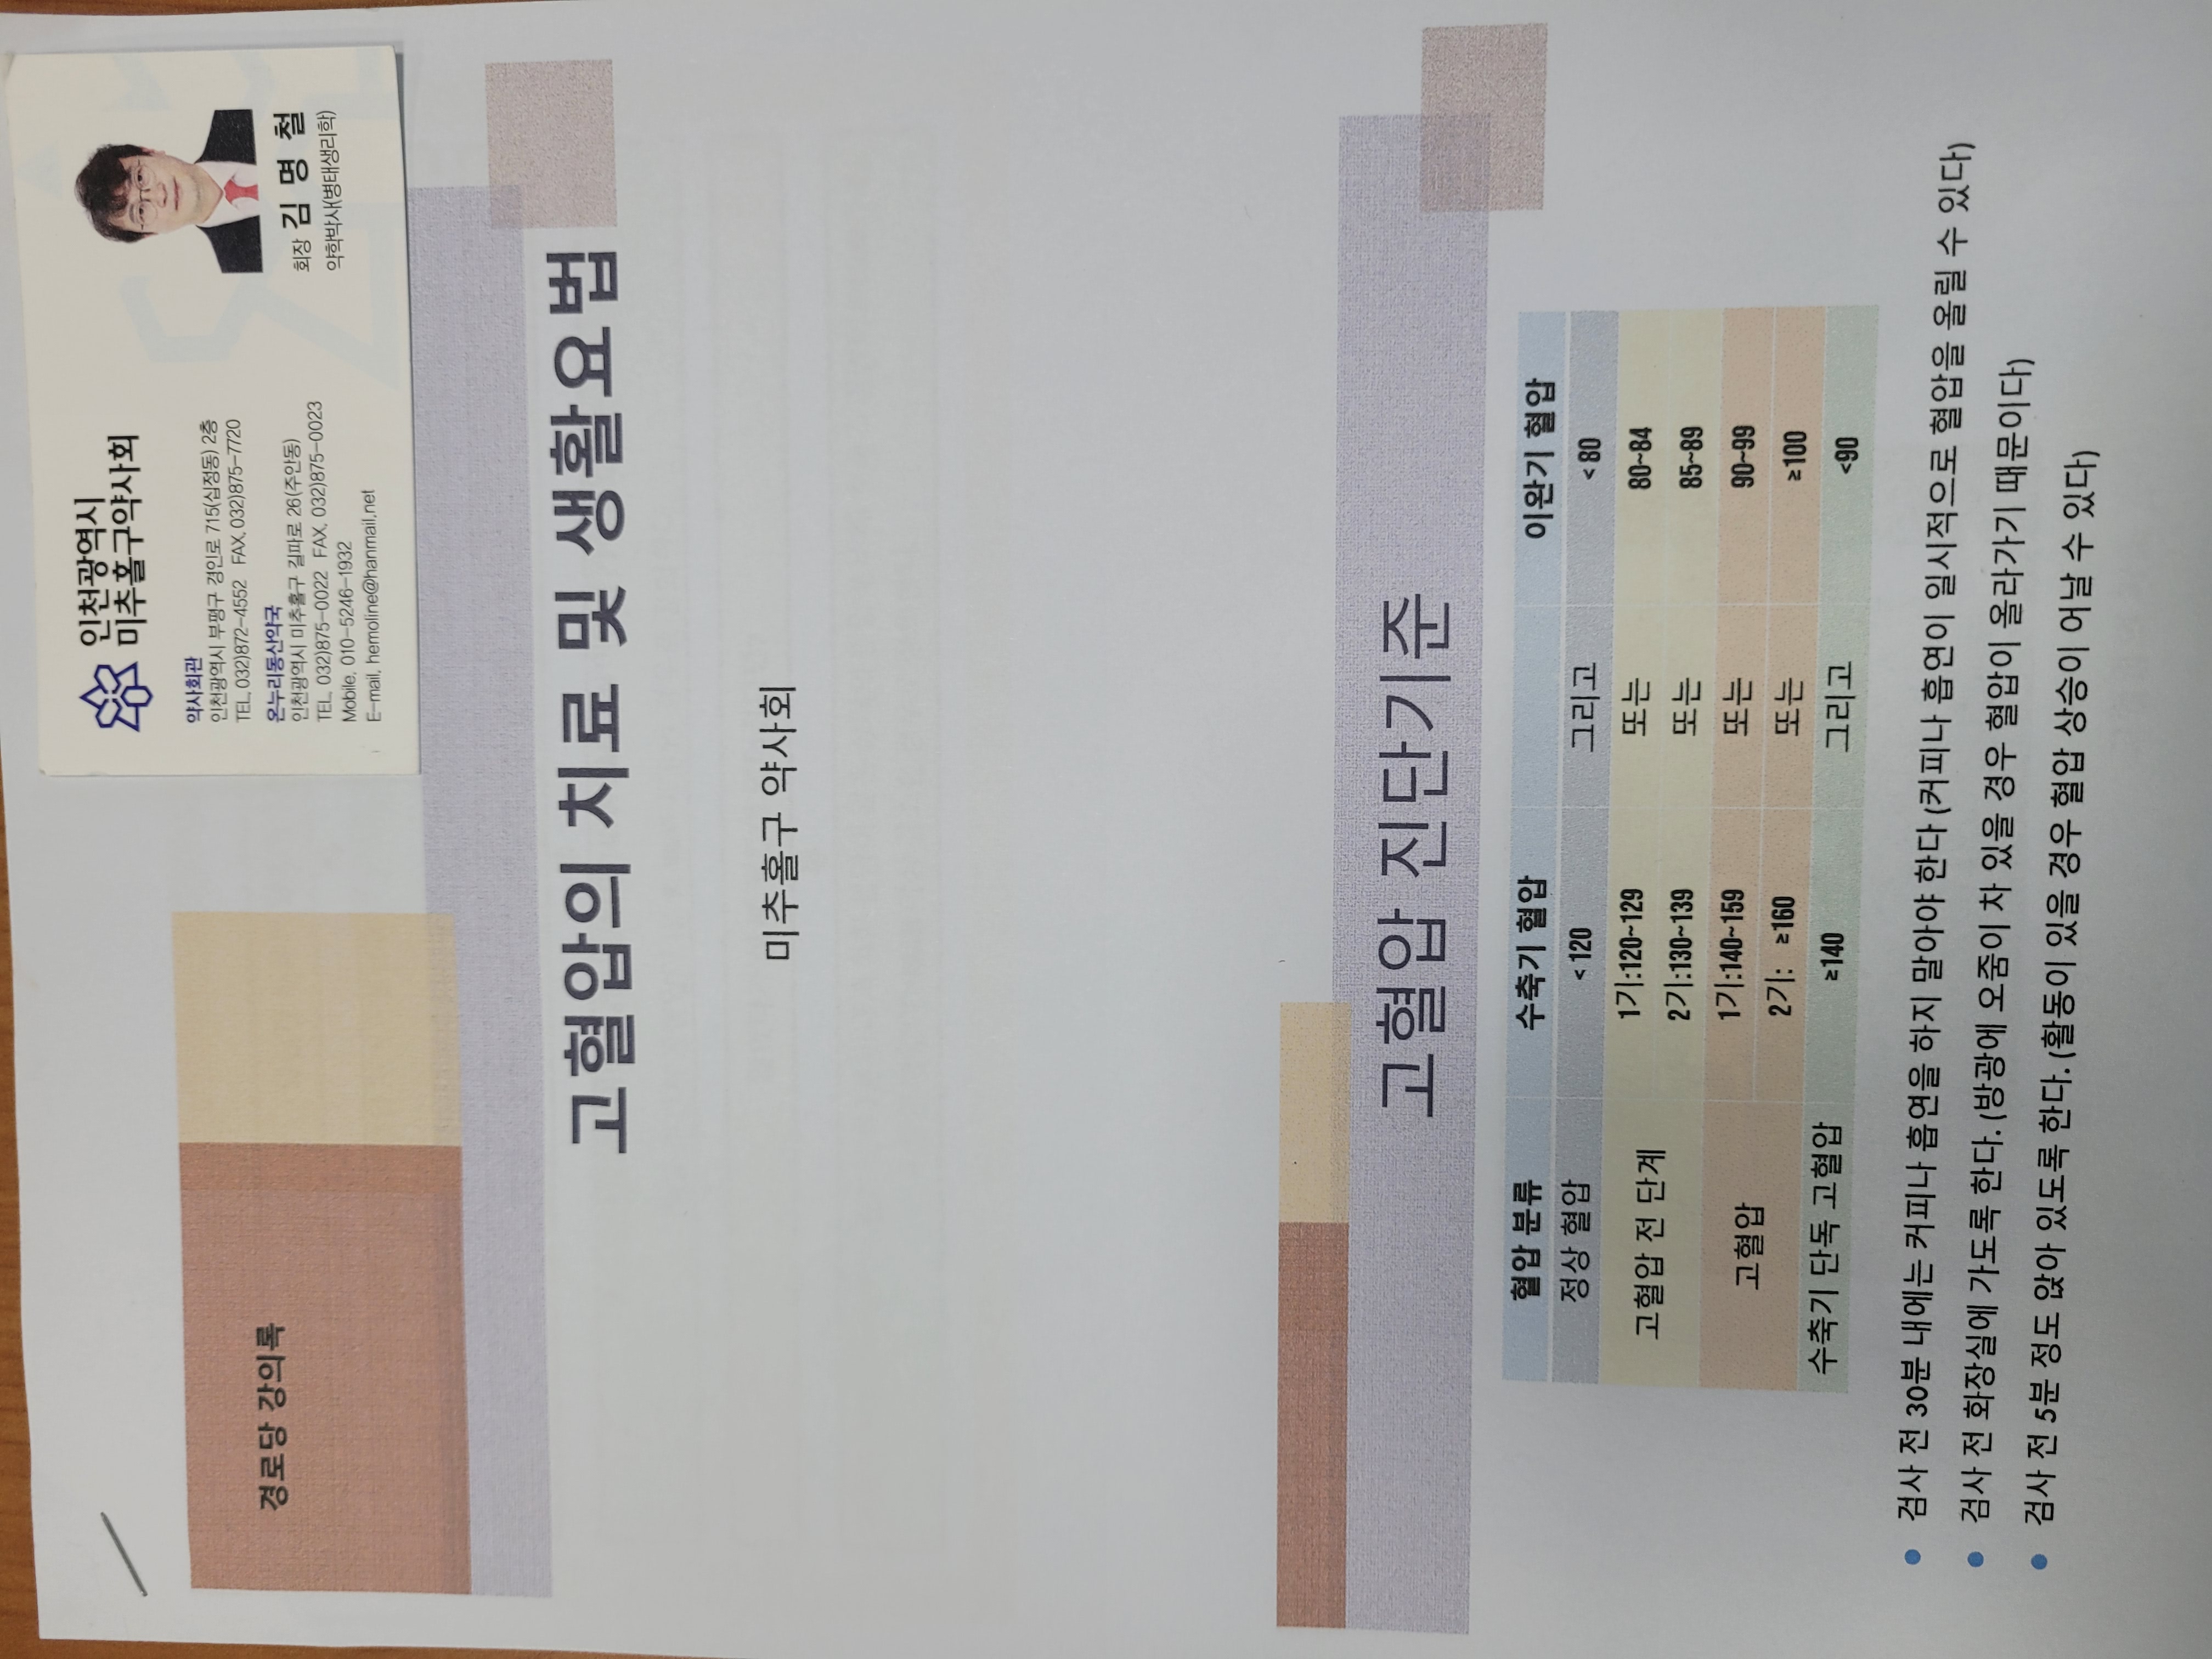 인천광역시
미추홀구약사회
약사회관
인천광역시 부평구 경인로 715(십정동) 2층
TEL. 032)872-4552 FAX. 032)875-7720
온누리동산약국
인천광역시 미추홀구 길파로 26(주안동)
TEL. 032)875-0022 FAX. 032)875-0023
Mobile. 010-5246-1932
E-mail. hemoline@hanmail.net
회장 김 명 철
약학박사(병태생리학)
경로당 강의록
고혈압의 치료 및 생활요법
미추홀구 약사회
고혈압 진단기준
혈압 분류 수축기 혈압 이완기 혈압
정상 혈압 <120 그리고 <80
고혈압 전 단계 1기:120~129 또는 80~84
2기:130~139 또는 85~89
고혈압 1기:140~159 또는 90~99
2기: ≥160 또는 ≥100
수축기 단독 고혈압 ≥140 그리고 <90
• 검사 전 30분 내에는 커피나 흡연을 하지 말아야 한다 (커피나 흡연이 일시적으로 혈압을 올릴 수 있다)
• 검사 전 화장실에 가도록 한다. (방광에 오줌이 차 있을 경우 혈압이 올라가기 때문이다)
• 검사 전 5분 정도 앉아 있도록 한다. (활동이 있을 경우 혈압 상승이 어날 수 있다)